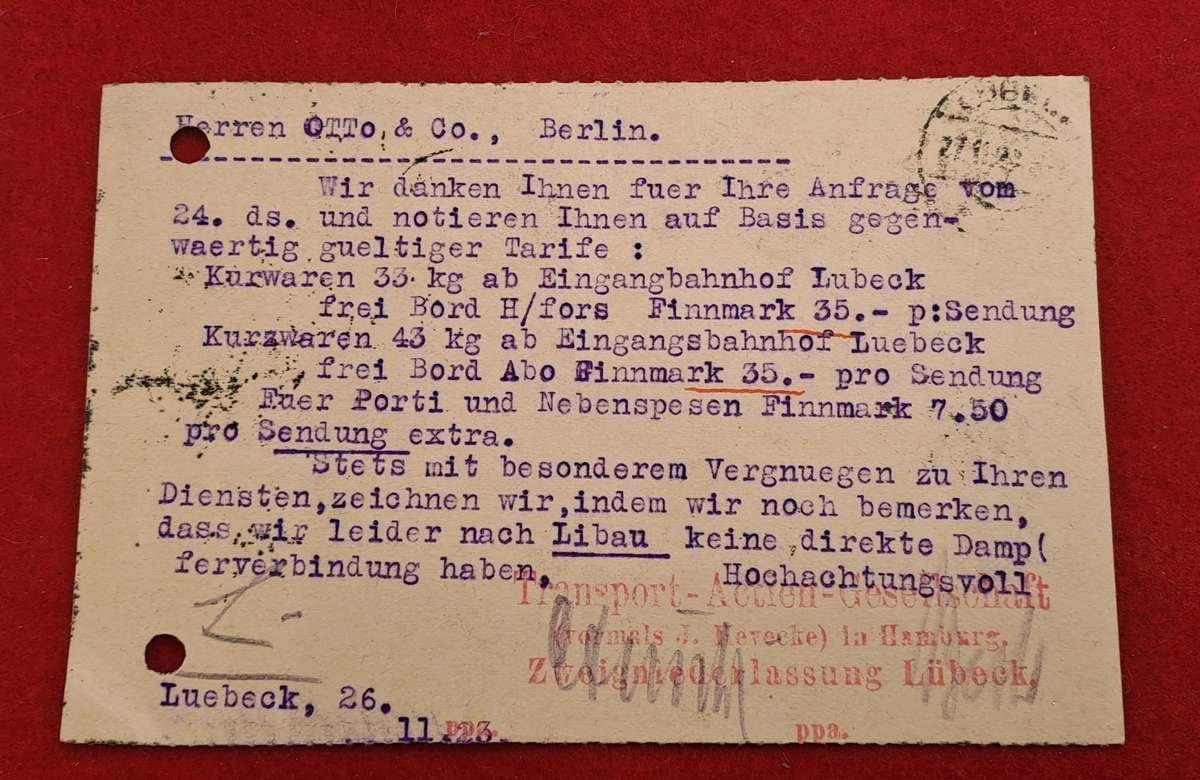 Herren OTTo & Co., Berlin.
Wir danken Ihnen fuer Ihre Anfrage vom
24. ds. und notieren Ihnen auf Basis gegen-
waertig gueltiger Tarife :
Kurwaren 33 kg ab Eingangbahnhof Lubeck
frei Bord H/fors Finnmark 35.- p:Sendung
Kurzwaren 43 kg ab Eingangsbahnhof Luebeck
frei Bord Abo Finnmark 35.- pro Sendung
Fuer Porti und Nebenspesen Finnmark 7.50
pro Sendung extra.
Stets mit besonderem Vergnuegen zu Ihren
Diensten,zeichnen wir,indem wir noch bemerken,
dass wir leider nach Libau keine direkte Damp(
ferverbindung haben,
Hochachtungsvoll
Transport-Actien-Gesellschaft
(vormals J. Hevecke) in Hamburg.
Zweigniederlassung Lübeck.
Luebeck, 26.
11.23
ppa. ppa.